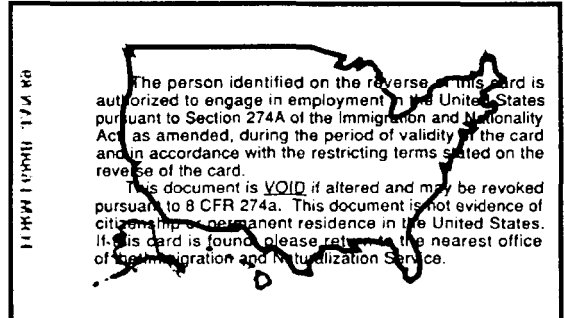 The person identified on the reverse of this card is
authorized to engage in employment in the United States
pursuant to Section 274A of the Immigration and Nationality
Act, as amended, during the period of validity of the card
and in accordance with the restricting terms stated on the
reverse of the card.
This document is VOID if altered and may be revoked
pursuant to 8 CFR 274a. This document is not evidence of
citizenship or permanent residence in the United States.
If this card is found, please return to the nearest office
of the Immigration and Naturalization Service.